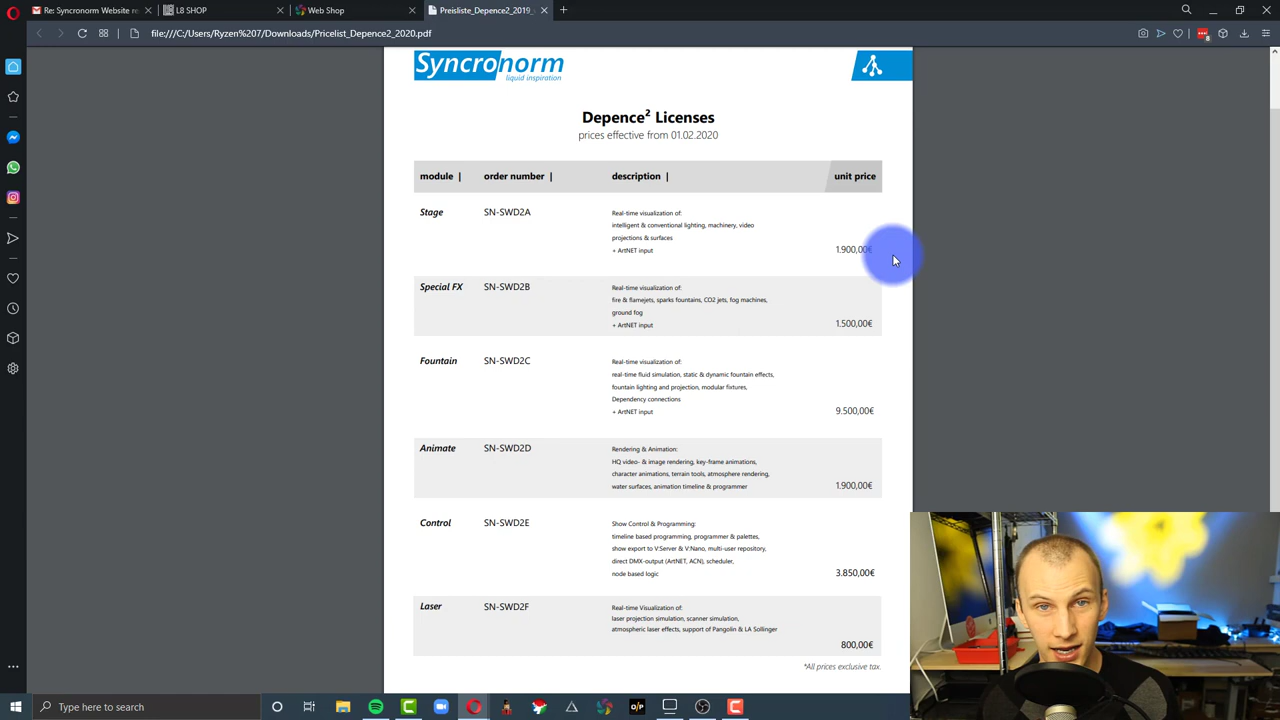 Re: Syncronorm Website re
L8 SHOP
Web Shop
Preisliste_Depence2_2019_
file:///C:/Users/Ryzen%207/Downloads/Pricelist_Depence2_2020.pdf
Syncronorm
liquid inspiration
Depence² Licenses
prices effective from 01.02.2020
module | order number | description | unit price
Stage SN-SWD2A Real-time visualization of:
intelligent & conventional lighting, machinery, video
projections & surfaces
+ ArtNET input 1.900,00€
Special FX SN-SWD2B Real-time visualization of:
fire & flamejets, sparks fountains, CO2 jets, fog machines,
ground fog
+ ArtNET input 1.500,00€
Fountain SN-SWD2C Real-time visualization of:
real-time fluid simulation, static & dynamic fountain effects,
fountain lighting and projection, modular fixtures,
Dependency connections
+ ArtNET input 9.500,00€
Animate SN-SWD2D Rendering & Animation:
HQ video- & image rendering, key-frame animations,
character animations, terrain tools, atmosphere rendering,
water surfaces, animation timeline & programmer 1.900,00€
Control SN-SWD2E Show Control & Programming:
timeline based programming, programmer & palettes,
show export to V:Server & V:Nano, multi-user repository,
direct DMX-output (ArtNET, ACN), scheduler,
node based logic 3.850,00€
Laser SN-SWD2F Real-time Visualization of:
laser projection simulation, scanner simulation,
atmospheric laser effects, support of Pangolin & LA Sollinger
800,00€
*All prices exclusive tax.
Type here to search
O/P